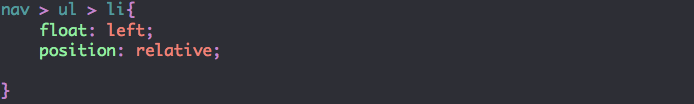 nav > ul > li{
    float: left;
    position: relative;
}